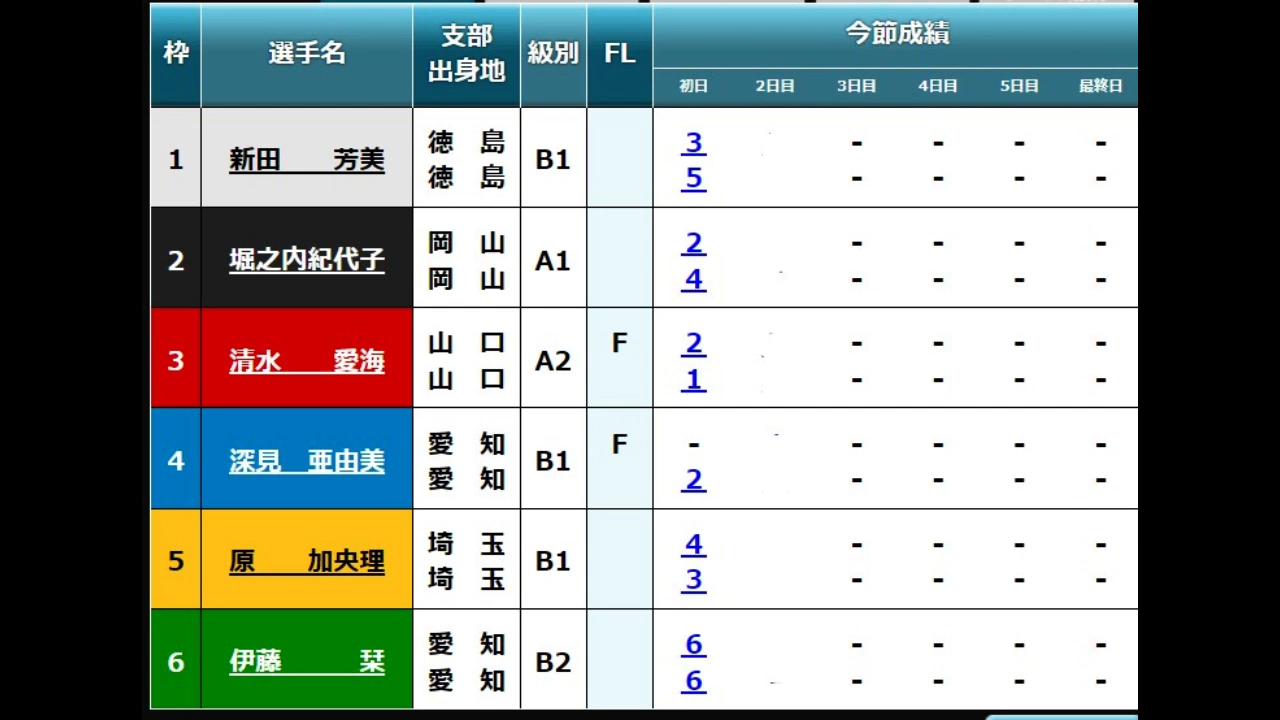 枠 選手名 支部 出身地 級別 FL 今節成績
初日 2日目 3日目 4日目 5日目 最終日
1 新田 芳美 徳島 B1 3 - - - -
徳島 5 - - - -
2 堀之内紀代子 岡山 A1 2 - - - -
岡山 4 - - - -
3 清水 愛海 山口 A2 F 2 - - - -
山口 1 - - - -
4 深見 亜由美 愛知 B1 F - - - - -
愛知 2 - - - -
5 原 加央理 埼玉 B1 4 - - - -
埼玉 3 - - - -
6 伊藤 栞 愛知 B2 6 - - - -
愛知 6 - - - -